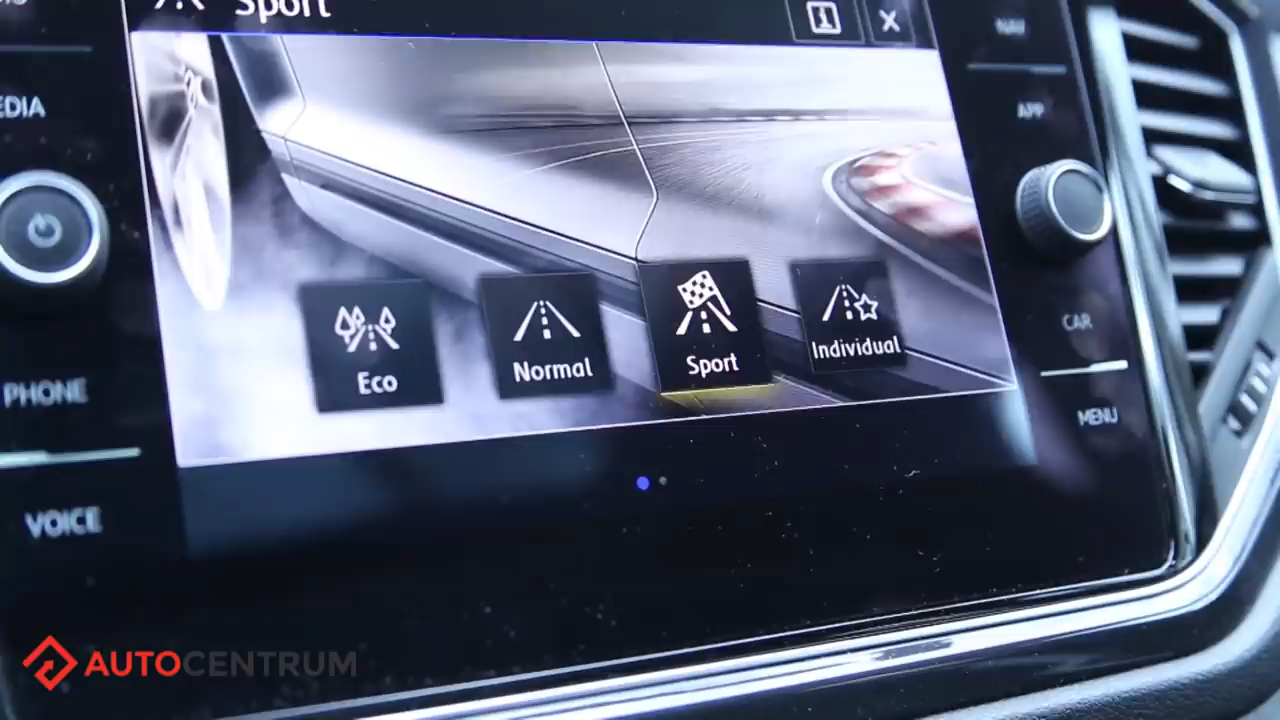 Sport
NAV
EDIA
APP
Eco
Normal
Sport
Individual
CAR
PHONE
MENU
VOICE
AUTOCENTRUM